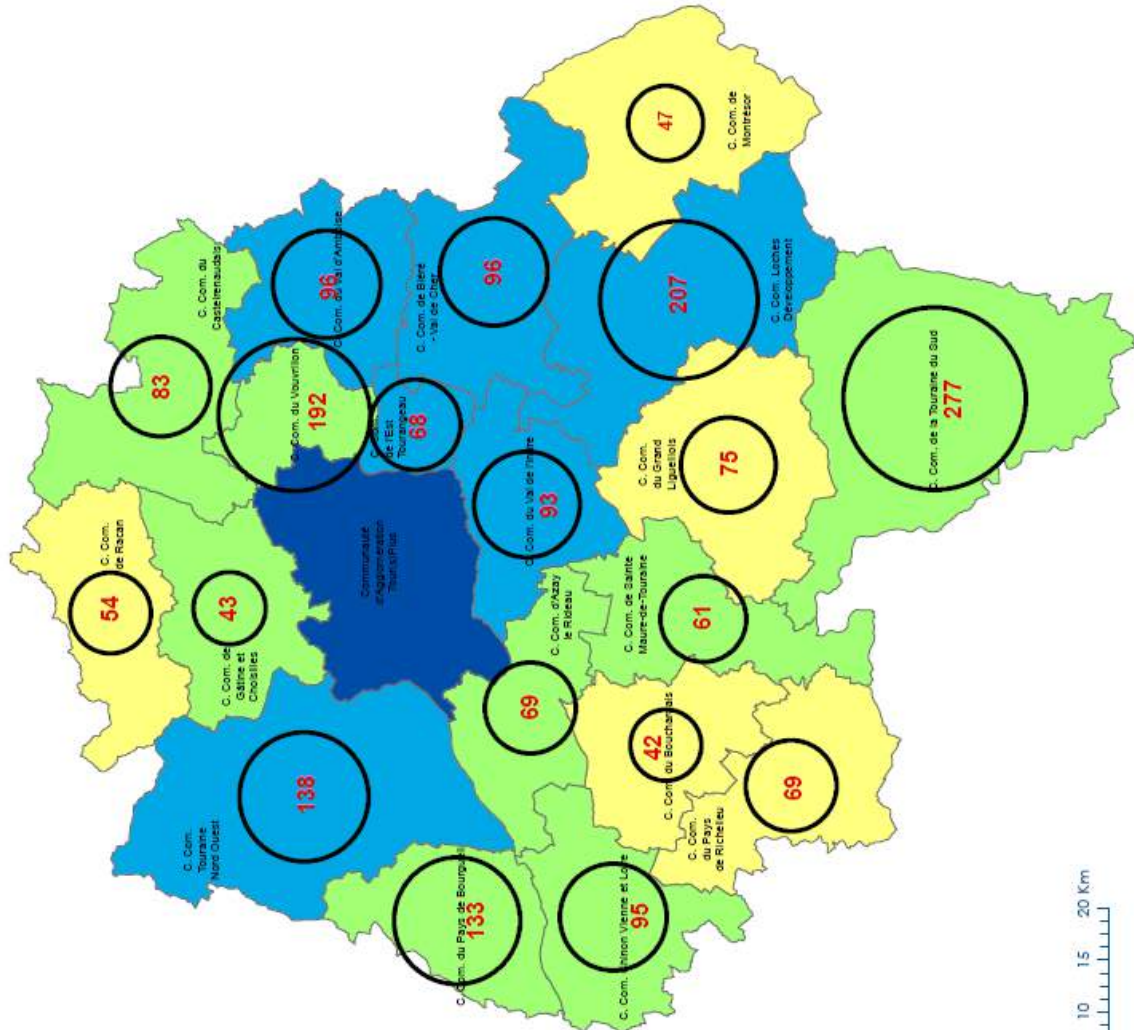 C. Com.
de Racan
54
C. Com. du
Castelrenaudais
83
C. Com. de
Gâtine et
Choisilles
43
C. Com.
Touraine
Nord Ouest
138
C. Com. du Vouvrillon
192
C. Com. du Val d'Amboise
96
C. Com.
de l'Est
Tourangeau
68
C. Com. de Bléré
- Val de Cher
96
Communauté
d'Agglomération
Tour(s)Plus
C. Com. du Pays de Bourgueil
133
C. Com. d'Azay
le Rideau
69
C. Com. du Val de l'Indre
93
C. Com. Chinon Vienne et Loire
95
C. Com. du Bouchardais
42
C. Com. de Sainte
Maure-de-Touraine
61
C. Com.
du Grand
Ligueillois
75
C. Com. Loches
Développement
207
C. Com. de
Montrésor
47
C. Com.
du Pays
de Richelieu
69
C. Com. de la Touraine du Sud
277
10 15 20 Km